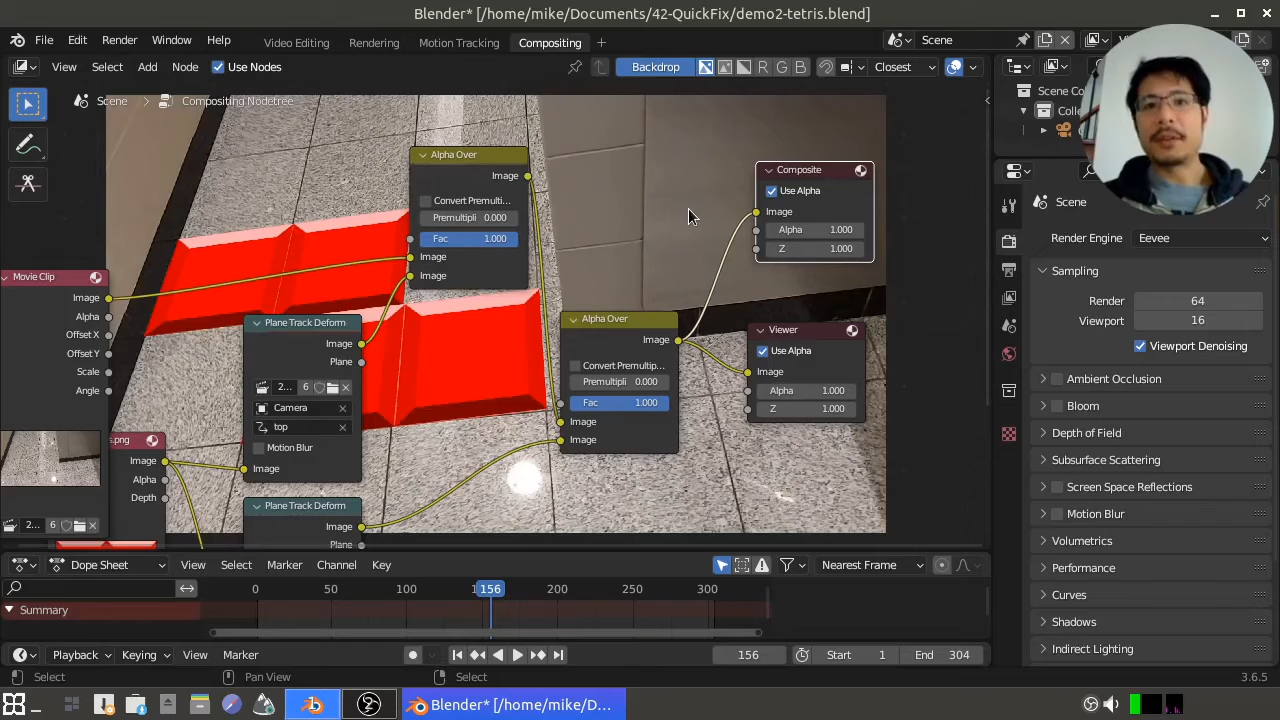 Blender* [/home/mike/Documents/42-QuickFix/demo2-tetris.blend]
File Edit Render Window Help Video Editing Rendering Motion Tracking Compositing Scene
View Select Add Node Use Nodes Backdrop R G B Closest
Scene Compositing Nodetree
Scene Col
Colle
Alpha Over
Image
Convert Premulti...
Premultipli 0.000
Fac 1.000
Image
Image
Composite
Use Alpha
Image
Alpha 1.000
Z 1.000
Movie Clip
Image
Alpha
Offset X
Offset Y
Scale
Angle
Plane Track Deform
Image
Plane
2... 6
Camera
top
Motion Blur
Image
Alpha Over
Image
Convert Premultip...
Premultipli 0.000
Fac 1.000
Image
Image
Viewer
Use Alpha
Image
Alpha 1.000
Z 1.000
s.png
Image
Alpha
Depth
2... 6
Plane Track Deform
Image
Plane
Scene
Render Engine Eevee
Sampling
Render 64
Viewport 16
Viewport Denoising
Ambient Occlusion
Bloom
Depth of Field
Subsurface Scattering
Screen Space Reflections
Motion Blur
Volumetrics
Performance
Curves
Shadows
Indirect Lighting
Dope Sheet View Select Marker Channel Key Nearest Frame
0 50 100 156 200 250 300
Summary
Playback Keying View Marker 156 Start 1 End 304
Select Pan View Select 3.6.5
1 Blender* [/home/mike/D...